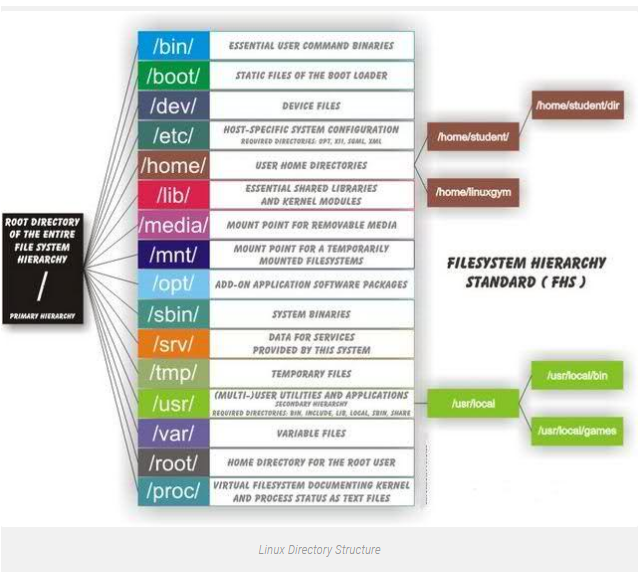 ROOT DIRECTORY
OF THE ENTIRE
FILE SYSTEM
HIERARCHY
/
PRIMARY HIERARCHY
/bin/
ESSENTIAL USER COMMAND BINARIES
/boot/
STATIC FILES OF THE BOOT LOADER
/dev/
DEVICE FILES
/etc/
HOST-SPECIFIC SYSTEM CONFIGURATION
REQUIRED DIRECTORIES: OPT, X11, SGML, XML
/home/
USER HOME DIRECTORIES
/lib/
ESSENTIAL SHARED LIBRARIES
AND KERNEL MODULES
/media/
MOUNT POINT FOR REMOVABLE MEDIA
/mnt/
MOUNT POINT FOR A TEMPORARILY
MOUNTED FILESYSTEMS
/opt/
ADD-ON APPLICATION SOFTWARE PACKAGES
/sbin/
SYSTEM BINARIES
/srv/
DATA FOR SERVICES
PROVIDED BY THIS SYSTEM
/tmp/
TEMPORARY FILES
/usr/
(MULTI-)USER UTILITIES AND APPLICATIONS
SECONDARY HIERARCHY
REQUIRED DIRECTORIES: BIN, INCLUDE, LIB, LOCAL, SBIN, SHARE
/var/
VARIABLE FILES
/root/
HOME DIRECTORY FOR THE ROOT USER
/proc/
VIRTUAL FILESYSTEM DOCUMENTING KERNEL
AND PROCESS STATUS AS TEXT FILES
/home/student/
/home/student/dir
/home/linuxgym
FILESYSTEM HIERARCHY
STANDARD ( FHS )
/usr/local
/usr/local/bin
/usr/local/games
Linux Directory Structure